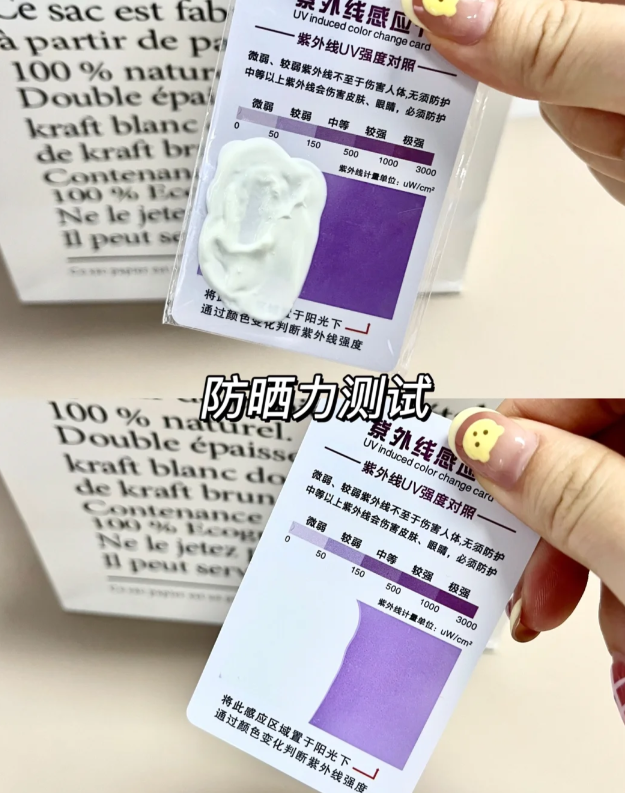 Ce sac est fab
à partir de pa
100 % natur
Double épai
kraft blanc
de kraft br
Contenan
100 % Eco
Ne le jete
Il peut se
紫外线感应卡
UV induced color change card
紫外线UV强度对照
微弱、较弱紫外线不至于伤害人体,无须防护
中等以上紫外线会伤害皮肤、眼睛,必须防护
微弱 较弱 中等 较强 极强
0 50 150 500 1000 3000
紫外线计量单位:uW/cm²
将此 置于阳光下
通过颜色变化判断紫外线强度
防晒力测试
100 % naturel.
Double épaisse
kraft blanc do
de kraft brun
Contenance
100 % Ecog
Ne le jetez p
Il peut serv
紫外线感应
UV induced color change card
紫外线UV强度对照
微弱、较弱紫外线不至于伤害人体,无须防护
中等以上紫外线会伤害皮肤、眼睛,必须防护
微弱 较弱 中等 较强 极强
0 50 150 500 1000 3000
紫外线计量单位:uW/cm²
将此感应区域置于阳光下
通过颜色变化判断紫外线强度